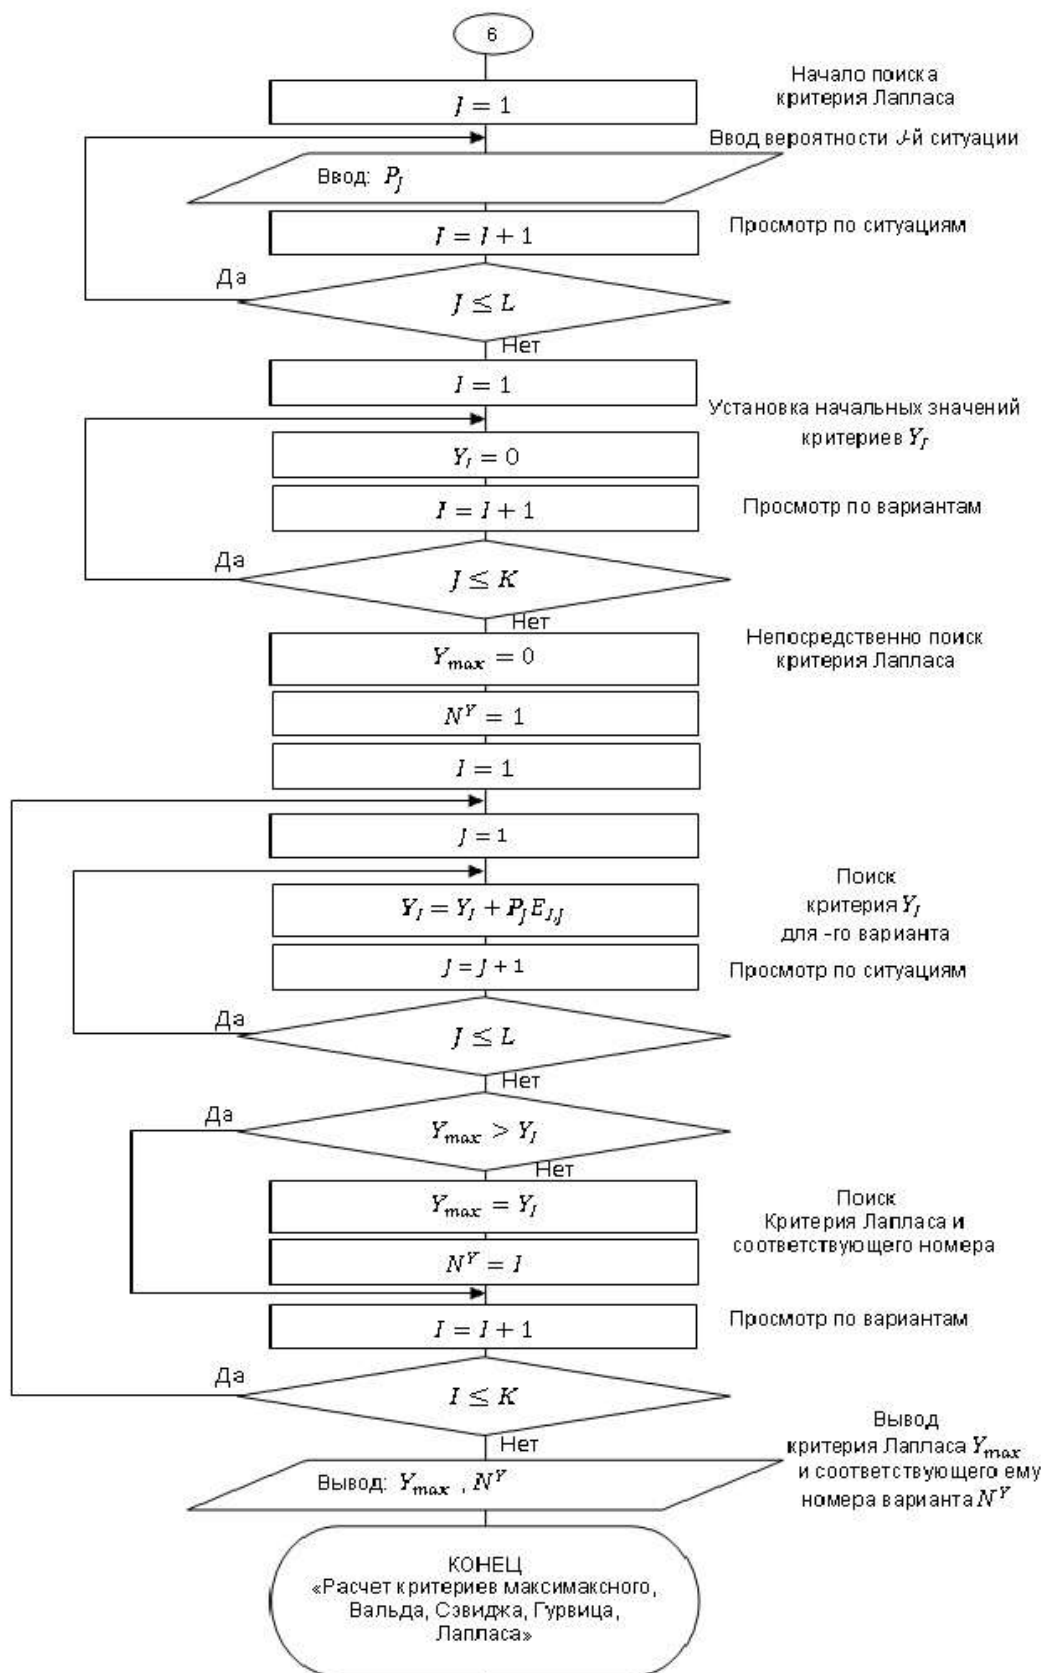 6
J = 1
Начало поиска
критерия Лапласа
Ввод вероятности J-й ситуации
Ввод: P_J
I = I + 1
Просмотр по ситуациям
Да
J ≤ L
Нет
I = 1
Установка начальных значений
критериев Y_I
Y_I = 0
I = I + 1
Просмотр по вариантам
Да
J ≤ K
Нет
Y_max = 0
Непосредственно поиск
критерия Лапласа
N^Y = 1
I = 1
J = 1
Y_I = Y_I + P_J E_{I,J}
Поиск
критерия Y_I
для -го варианта
J = J + 1
Просмотр по ситуациям
Да
J ≤ L
Нет
Да
Y_max > Y_I
Нет
Y_max = Y_I
Поиск
Критерия Лапласа и
соответствующего номера
N^Y = I
I = I + 1
Просмотр по вариантам
Да
I ≤ K
Нет
Вывод
критерия Лапласа Y_max
и соответствующего ему
номера варианта N^Y
Вывод: Y_max , N^Y
КОНЕЦ
«Расчет критериев максимаксного,
Вальда, Сэвиджа, Гурвица,
Лапласа»